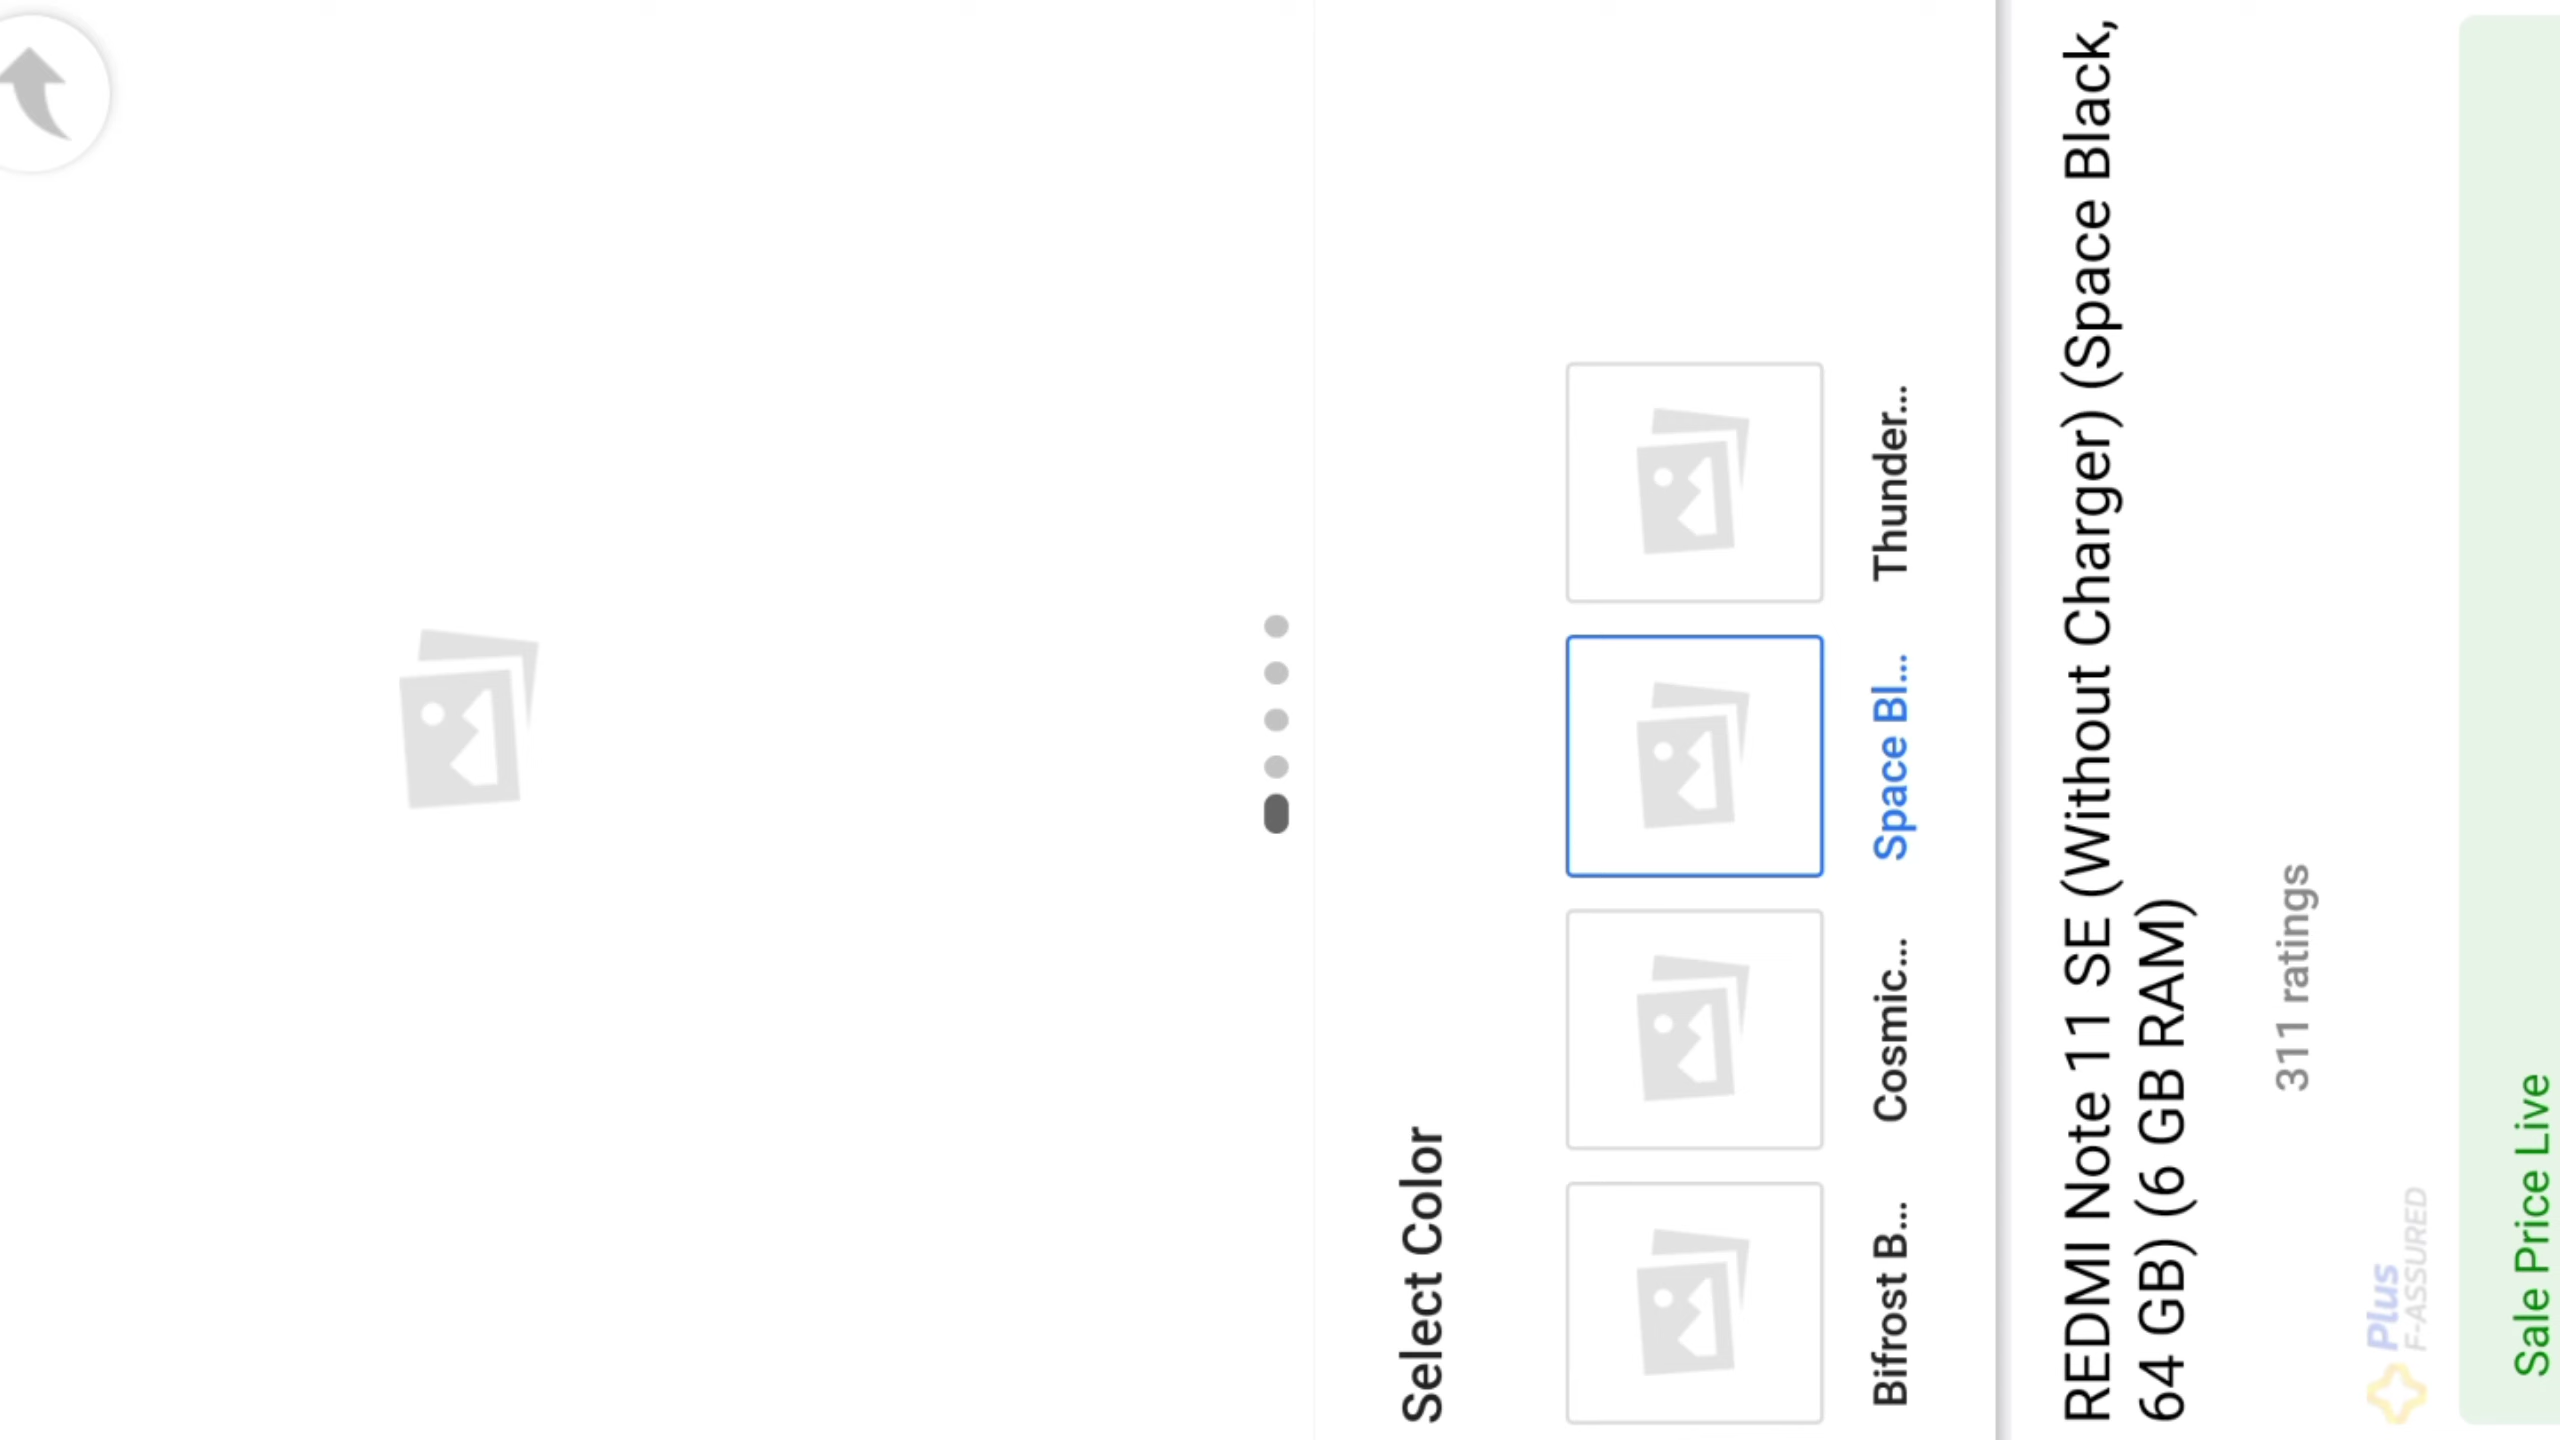 Select Color
Bifrost B...
Cosmic...
Space Bl...
Thunder...
REDMI Note 11 SE (Without Charger) (Space Black,
64 GB) (6 GB RAM)
311 ratings
Plus
F-ASSURED
Sale Price Live